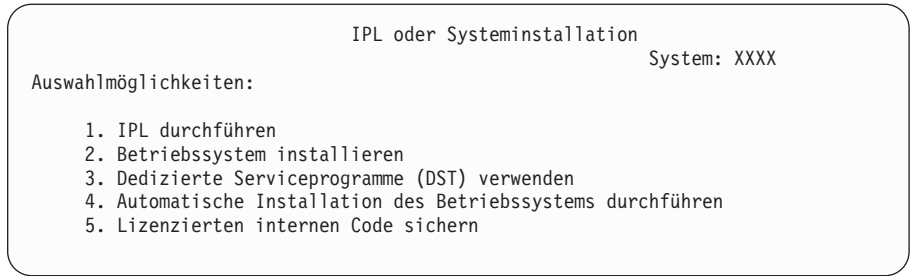 IPL oder Systeminstallation
System: XXXX
Auswahlmöglichkeiten:
1. IPL durchführen
2. Betriebssystem installieren
3. Dedizierte Serviceprogramme (DST) verwenden
4. Automatische Installation des Betriebssystems durchführen
5. Lizenzierten internen Code sichern